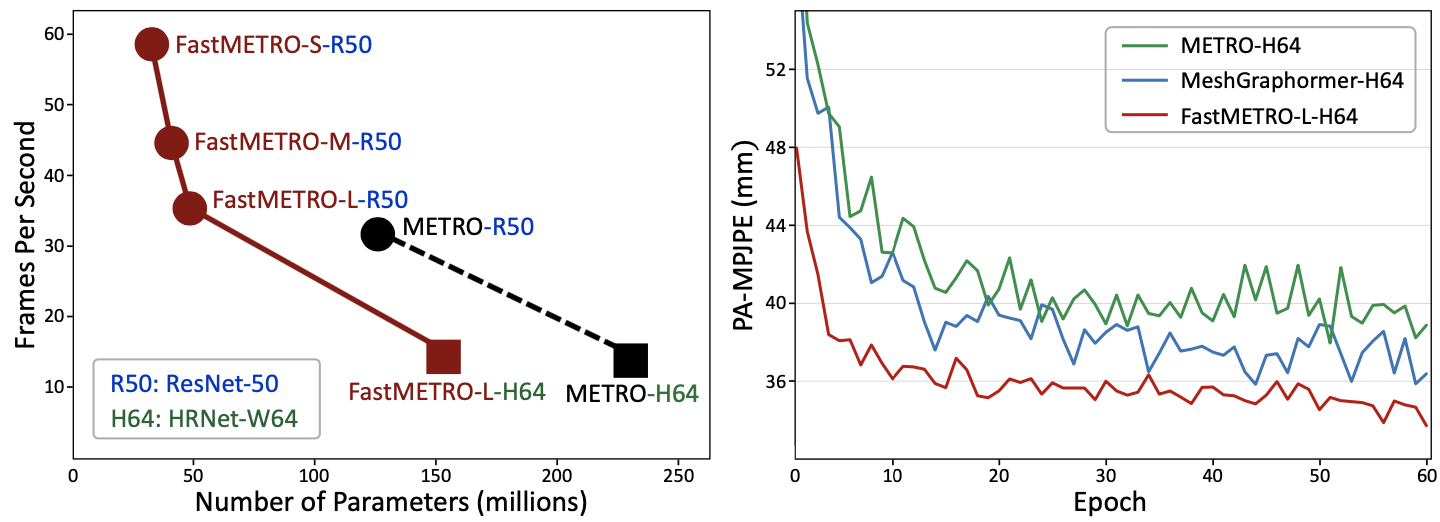 Frames Per Second
60
50
40
30
20
10
FastMETRO-S-R50
FastMETRO-M-R50
FastMETRO-L-R50
METRO-R50
FastMETRO-L-H64
METRO-H64
R50: ResNet-50
H64: HRNet-W64
0 50 100 150 200 250
Number of Parameters (millions)
PA-MPJPE (mm)
52
48
44
40
36
METRO-H64
MeshGraphormer-H64
FastMETRO-L-H64
0 10 20 30 40 50 60
Epoch